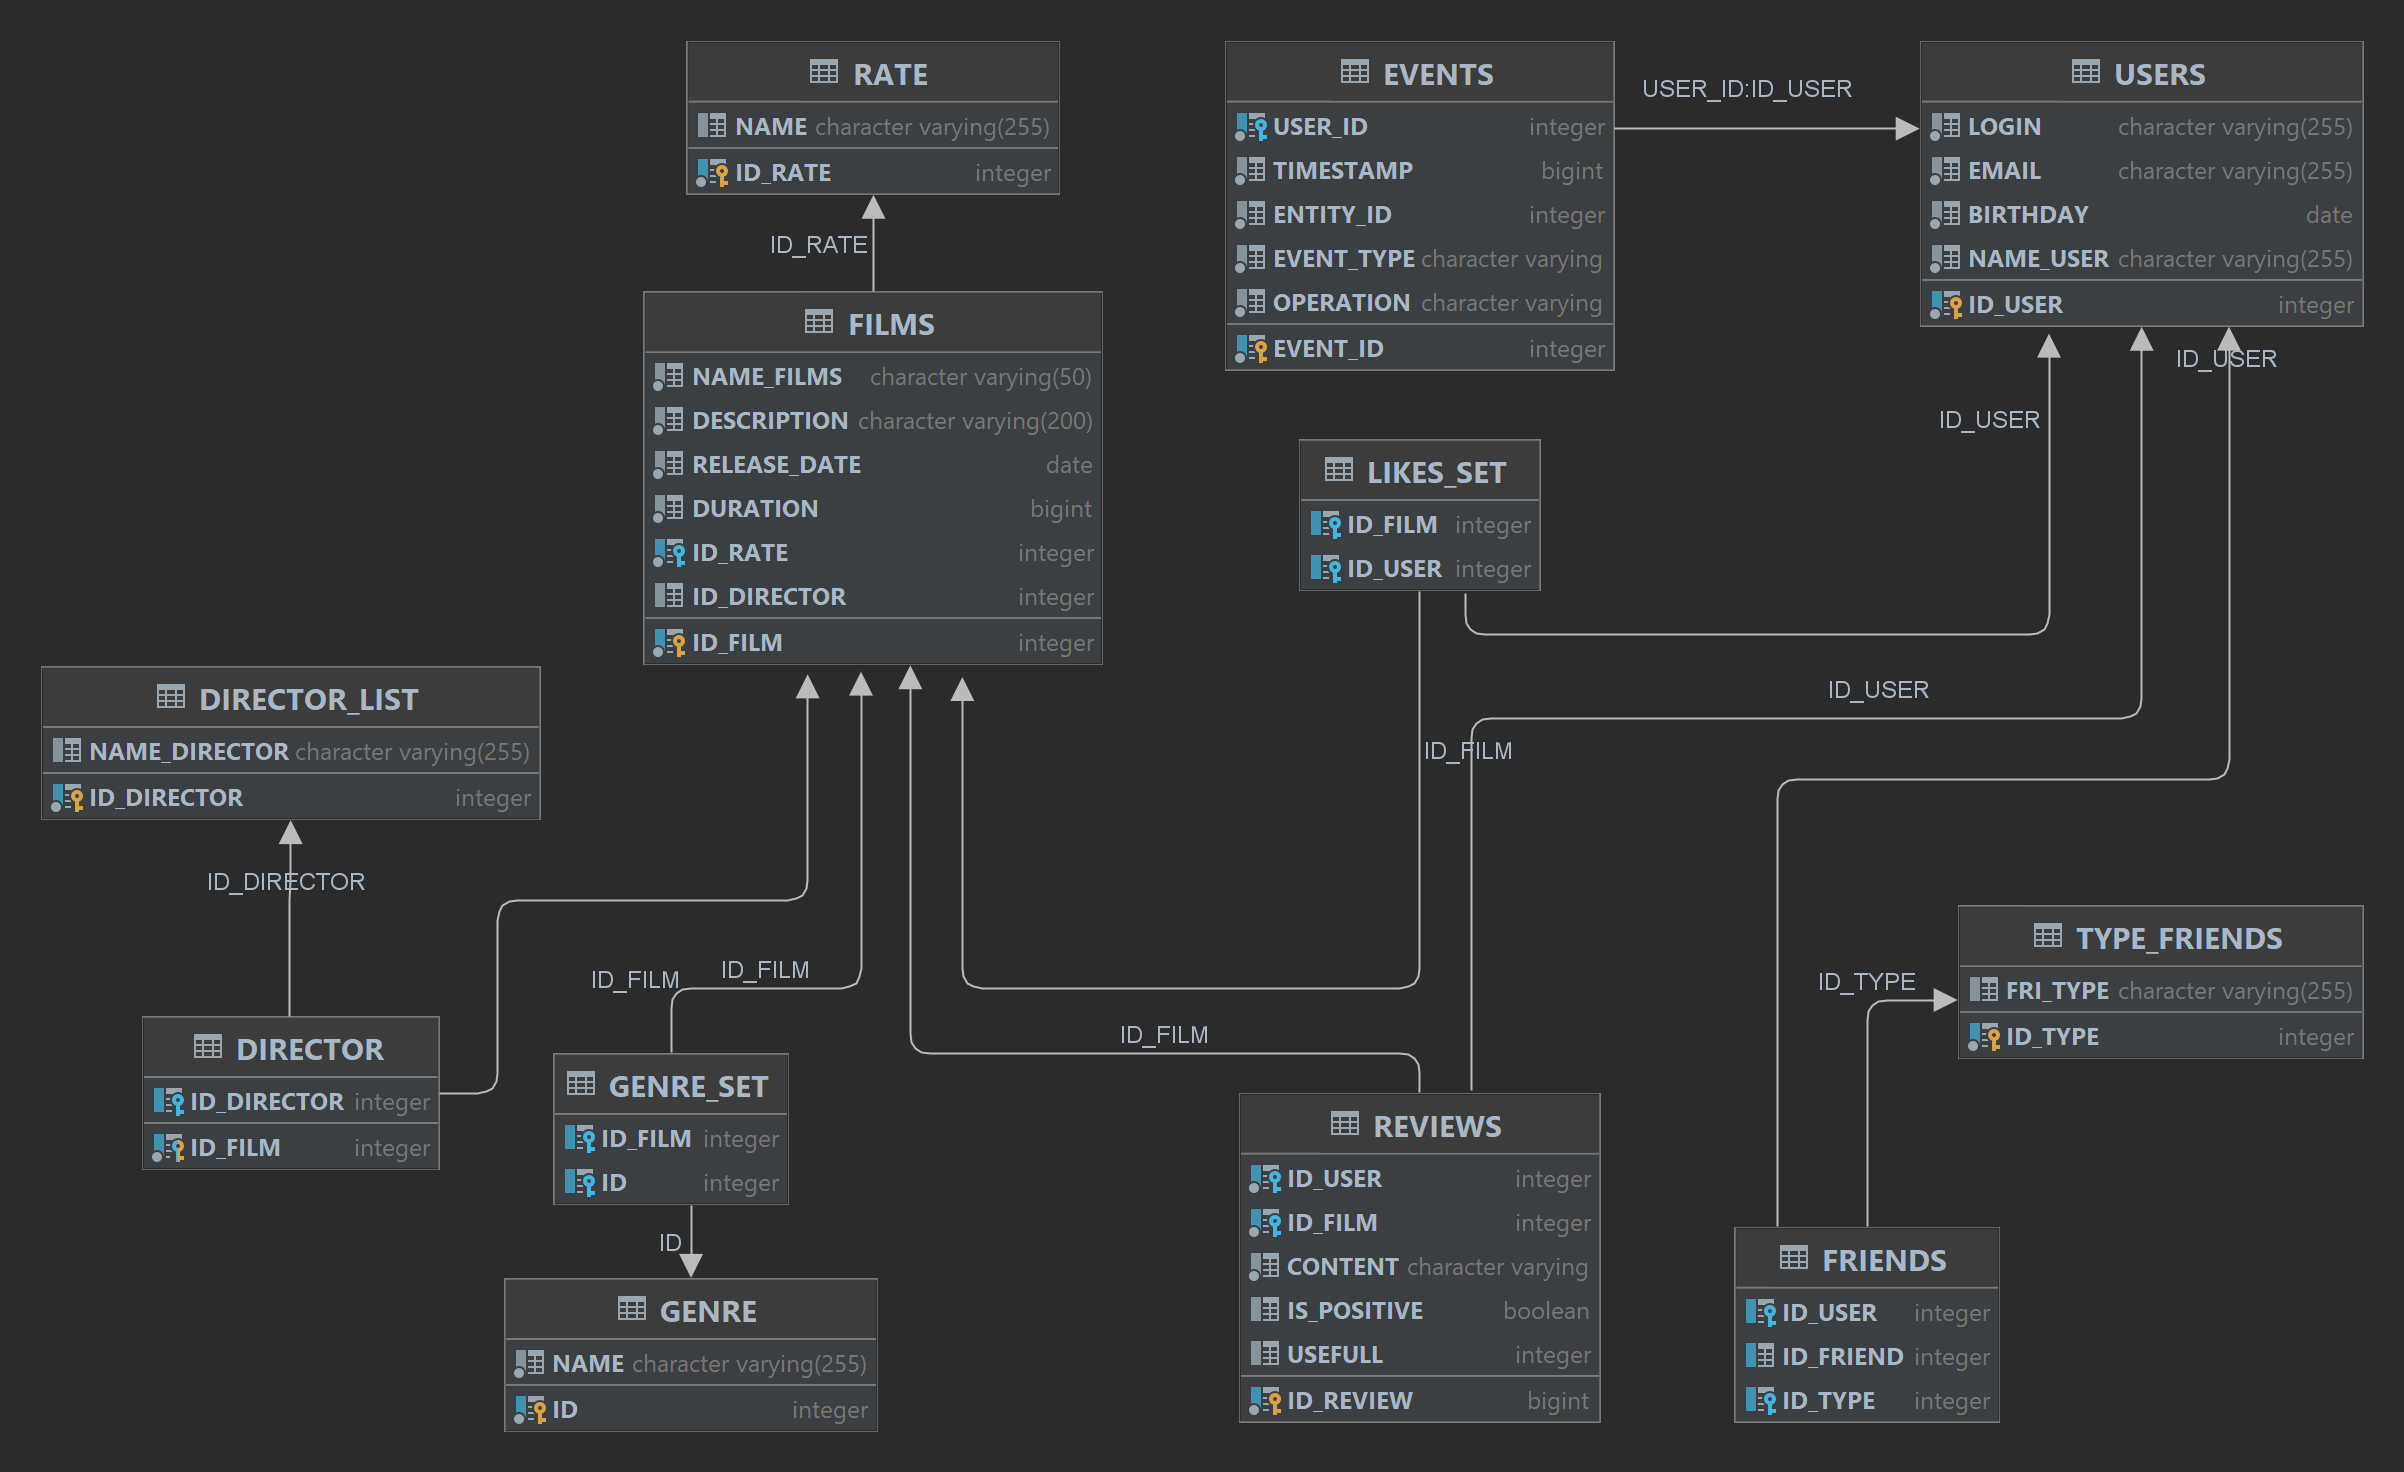 RATE
NAME character varying(255)
ID_RATE integer
ID_RATE
FILMS
NAME_FILMS character varying(50)
DESCRIPTION character varying(200)
RELEASE_DATE date
DURATION bigint
ID_RATE integer
ID_DIRECTOR integer
ID_FILM integer
EVENTS
USER_ID integer
TIMESTAMP bigint
ENTITY_ID integer
EVENT_TYPE character varying
OPERATION character varying
EVENT_ID integer
USER_ID:ID_USER
USERS
LOGIN character varying(255)
EMAIL character varying(255)
BIRTHDAY date
NAME_USER character varying(255)
ID_USER integer
ID_USER
ID_USER
LIKES_SET
ID_FILM integer
ID_USER integer
ID_USER
ID_FILM
DIRECTOR_LIST
NAME_DIRECTOR character varying(255)
ID_DIRECTOR integer
ID_DIRECTOR
DIRECTOR
ID_DIRECTOR integer
ID_FILM integer
ID_FILM
ID_FILM
GENRE_SET
ID_FILM integer
ID integer
ID
GENRE
NAME character varying(255)
ID integer
ID_FILM
REVIEWS
ID_USER integer
ID_FILM integer
CONTENT character varying
IS_POSITIVE boolean
USEFULL integer
ID_REVIEW bigint
TYPE_FRIENDS
FRI_TYPE character varying(255)
ID_TYPE integer
ID_TYPE
FRIENDS
ID_USER integer
ID_FRIEND integer
ID_TYPE integer